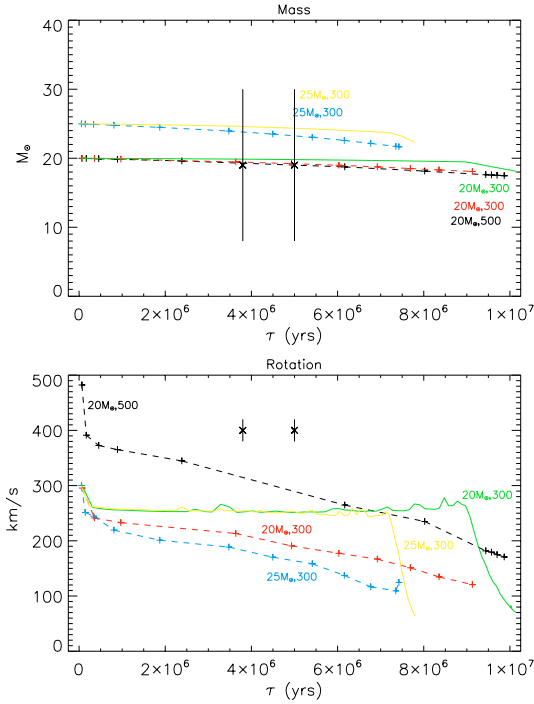 Mass
40
30
20
10
0
M⊙
25M⊙,300
25M⊙,300
20M⊙,300
20M⊙,300
20M⊙,500
0 2×10⁶ 4×10⁶ 6×10⁶ 8×10⁶ 1×10⁷
τ (yrs)
Rotation
500
400
300
200
100
0
km/s
20M⊙,500
20M⊙,300
20M⊙,300
25M⊙,300
25M⊙,300
0 2×10⁶ 4×10⁶ 6×10⁶ 8×10⁶ 1×10⁷
τ (yrs)